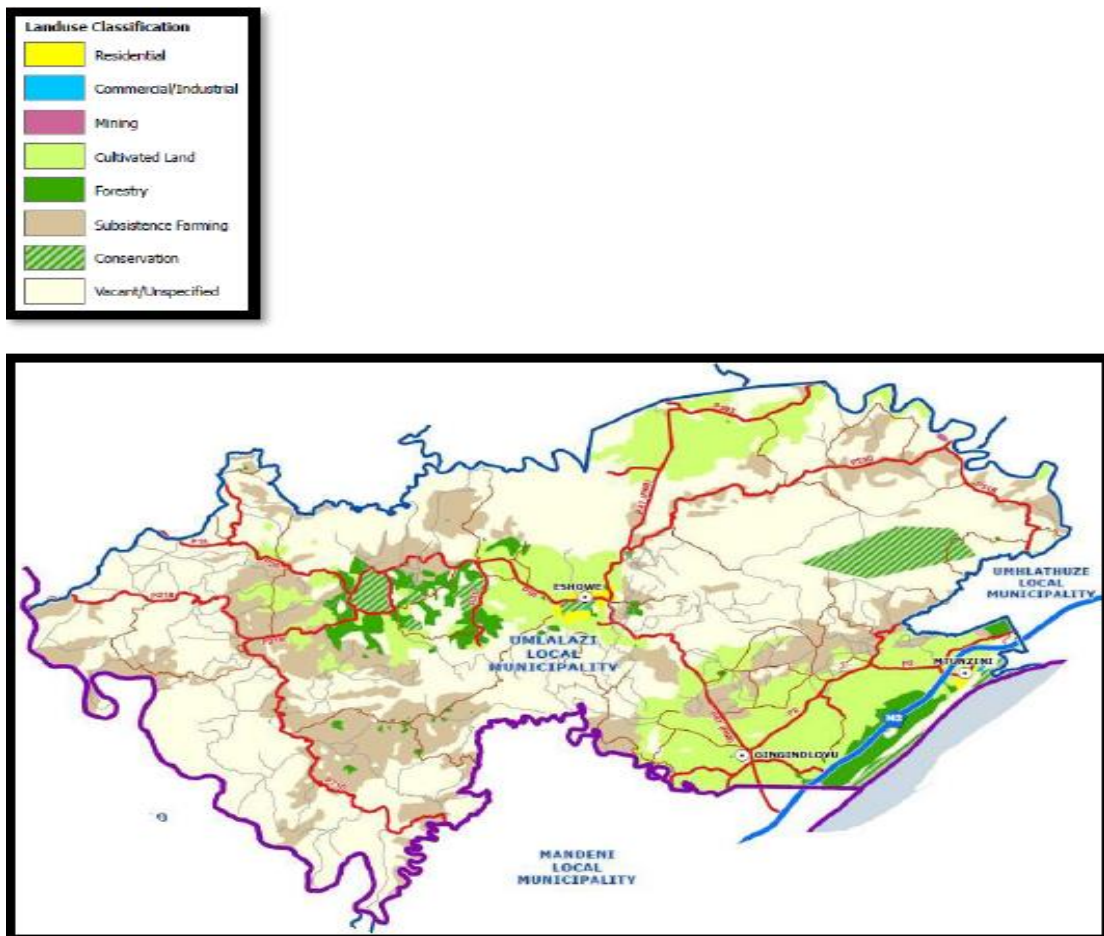 Landuse Classification
Residential
Commercial/Industrial
Mining
Cultivated Land
Forestry
Subsistence Farming
Conservation
Vacant/Unspecified
ESHOWE
UMLALAZI
LOCAL
MUNICIPALITY
UMHLATHUZE
LOCAL
MUNICIPALITY
MTUNZINI
N2
GINGINDLOVU
MANDENI
LOCAL
MUNICIPALITY